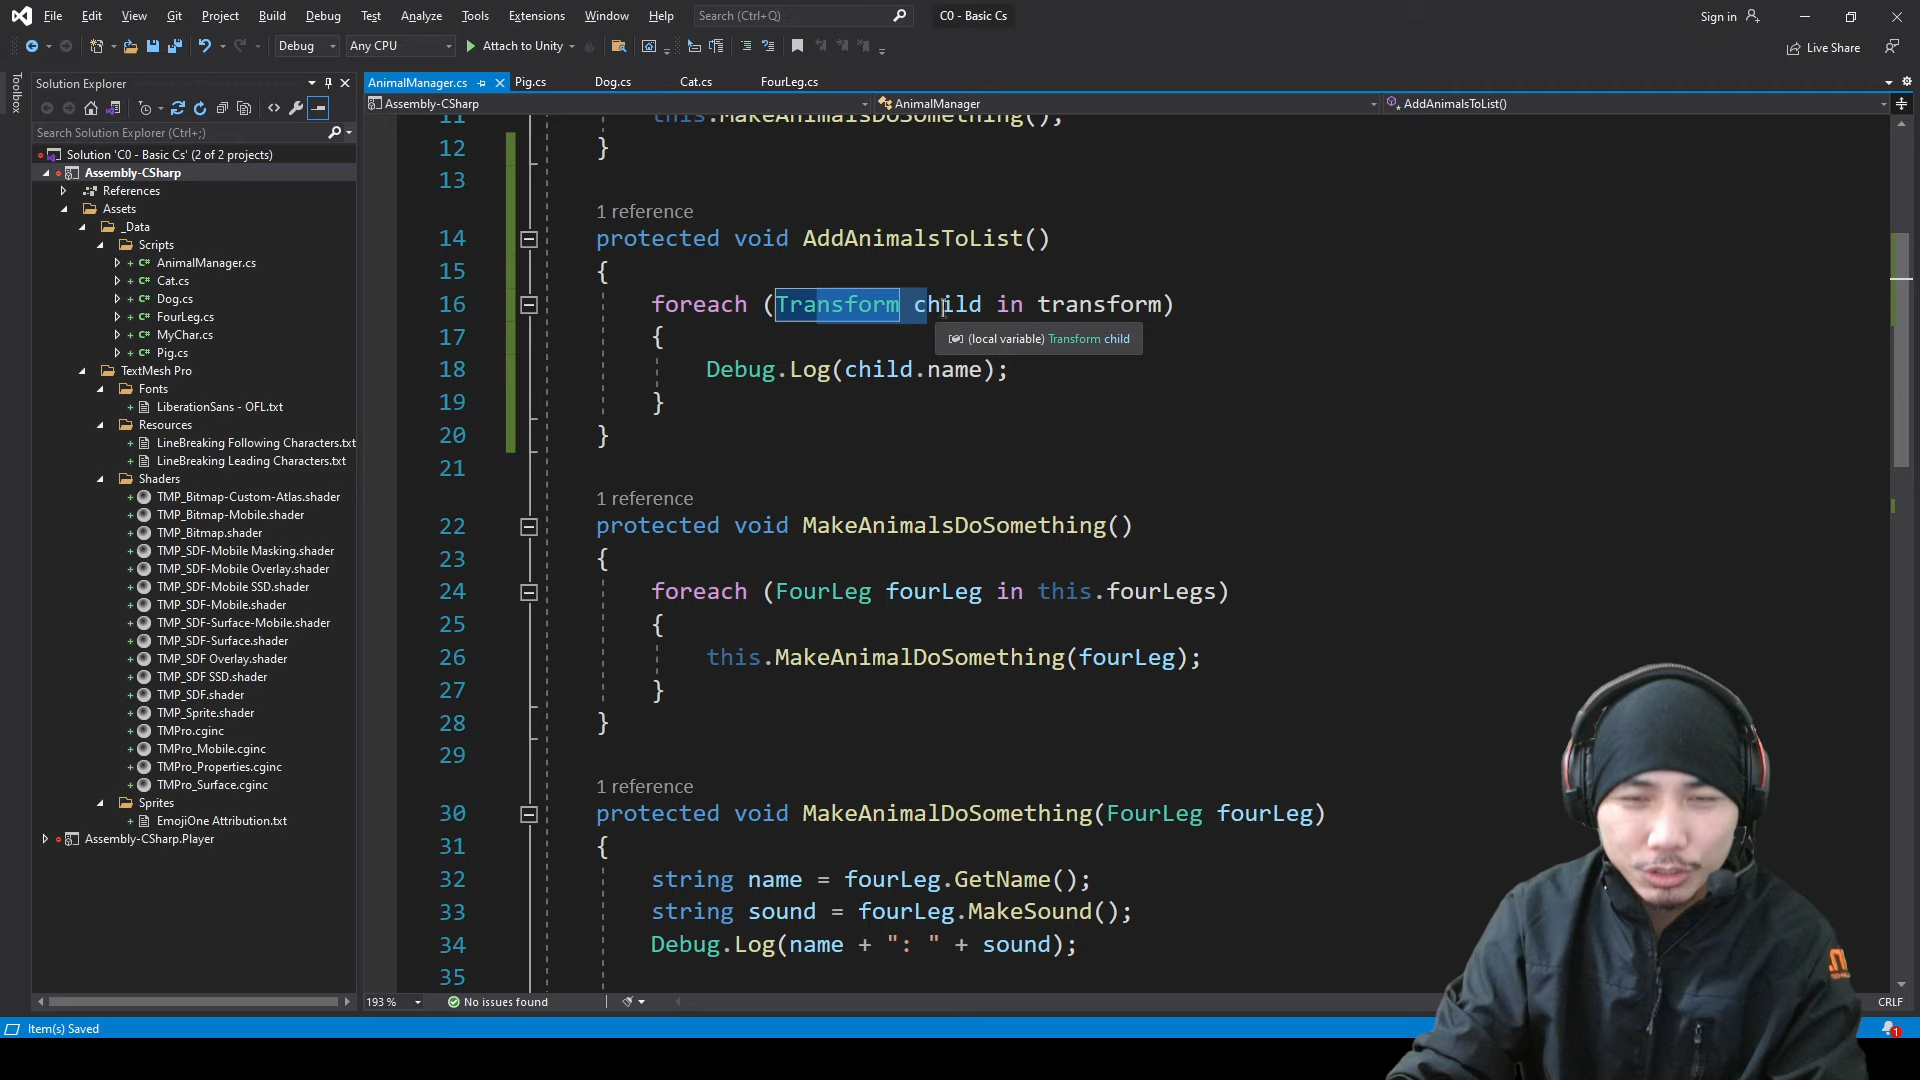 File Edit View Git Project Build Debug Test Analyze Tools Extensions Window Help Search (Ctrl+Q) C0 - Basic Cs Sign in
Debug Any CPU Attach to Unity Live Share
Toolbox
Solution Explorer
Search Solution Explorer (Ctrl+;)
Solution 'C0 - Basic Cs' (2 of 2 projects)
Assembly-CSharp
References
Assets
_Data
Scripts
AnimalManager.cs
Cat.cs
Dog.cs
FourLeg.cs
MyChar.cs
Pig.cs
TextMesh Pro
Fonts
LiberationSans - OFL.txt
Resources
LineBreaking Following Characters.txt
LineBreaking Leading Characters.txt
Shaders
TMP_Bitmap-Custom-Atlas.shader
TMP_Bitmap-Mobile.shader
TMP_Bitmap.shader
TMP_SDF-Mobile Masking.shader
TMP_SDF-Mobile Overlay.shader
TMP_SDF-Mobile SSD.shader
TMP_SDF-Mobile.shader
TMP_SDF-Surface-Mobile.shader
TMP_SDF-Surface.shader
TMP_SDF Overlay.shader
TMP_SDF SSD.shader
TMP_SDF.shader
TMP_Sprite.shader
TMPro.cginc
TMPro_Mobile.cginc
TMPro_Properties.cginc
TMPro_Surface.cginc
Sprites
EmojiOne Attribution.txt
Assembly-CSharp.Player
AnimalManager.cs Pig.cs Dog.cs Cat.cs FourLeg.cs
Assembly-CSharp AnimalManager AddAnimalsToList()
11 this.MakeAnimalsDoSomething();
12 }
13
1 reference
14 protected void AddAnimalsToList()
15 {
16 foreach (Transform child in transform)
17 {
(local variable) Transform child
18 Debug.Log(child.name);
19 }
20 }
21
1 reference
22 protected void MakeAnimalsDoSomething()
23 {
24 foreach (FourLeg fourLeg in this.fourLegs)
25 {
26 this.MakeAnimalDoSomething(fourLeg);
27 }
28 }
29
1 reference
30 protected void MakeAnimalDoSomething(FourLeg fourLeg)
31 {
32 string name = fourLeg.GetName();
33 string sound = fourLeg.MakeSound();
34 Debug.Log(name + ": " + sound);
35
193 % No issues found CRLF
Item(s) Saved 1